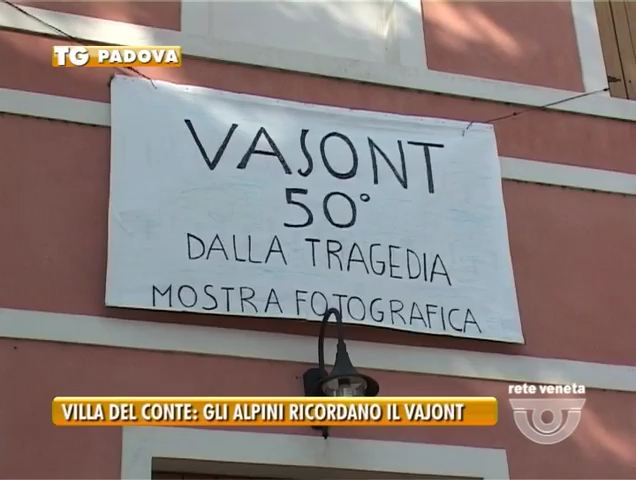 TG PADOVA
VASONT
50°
DALLA TRAGEDIA
MOSTRA FOTOGRAFICA
rete veneta
VILLA DEL CONTE: GLI ALPINI RICORDANO IL VAJONT